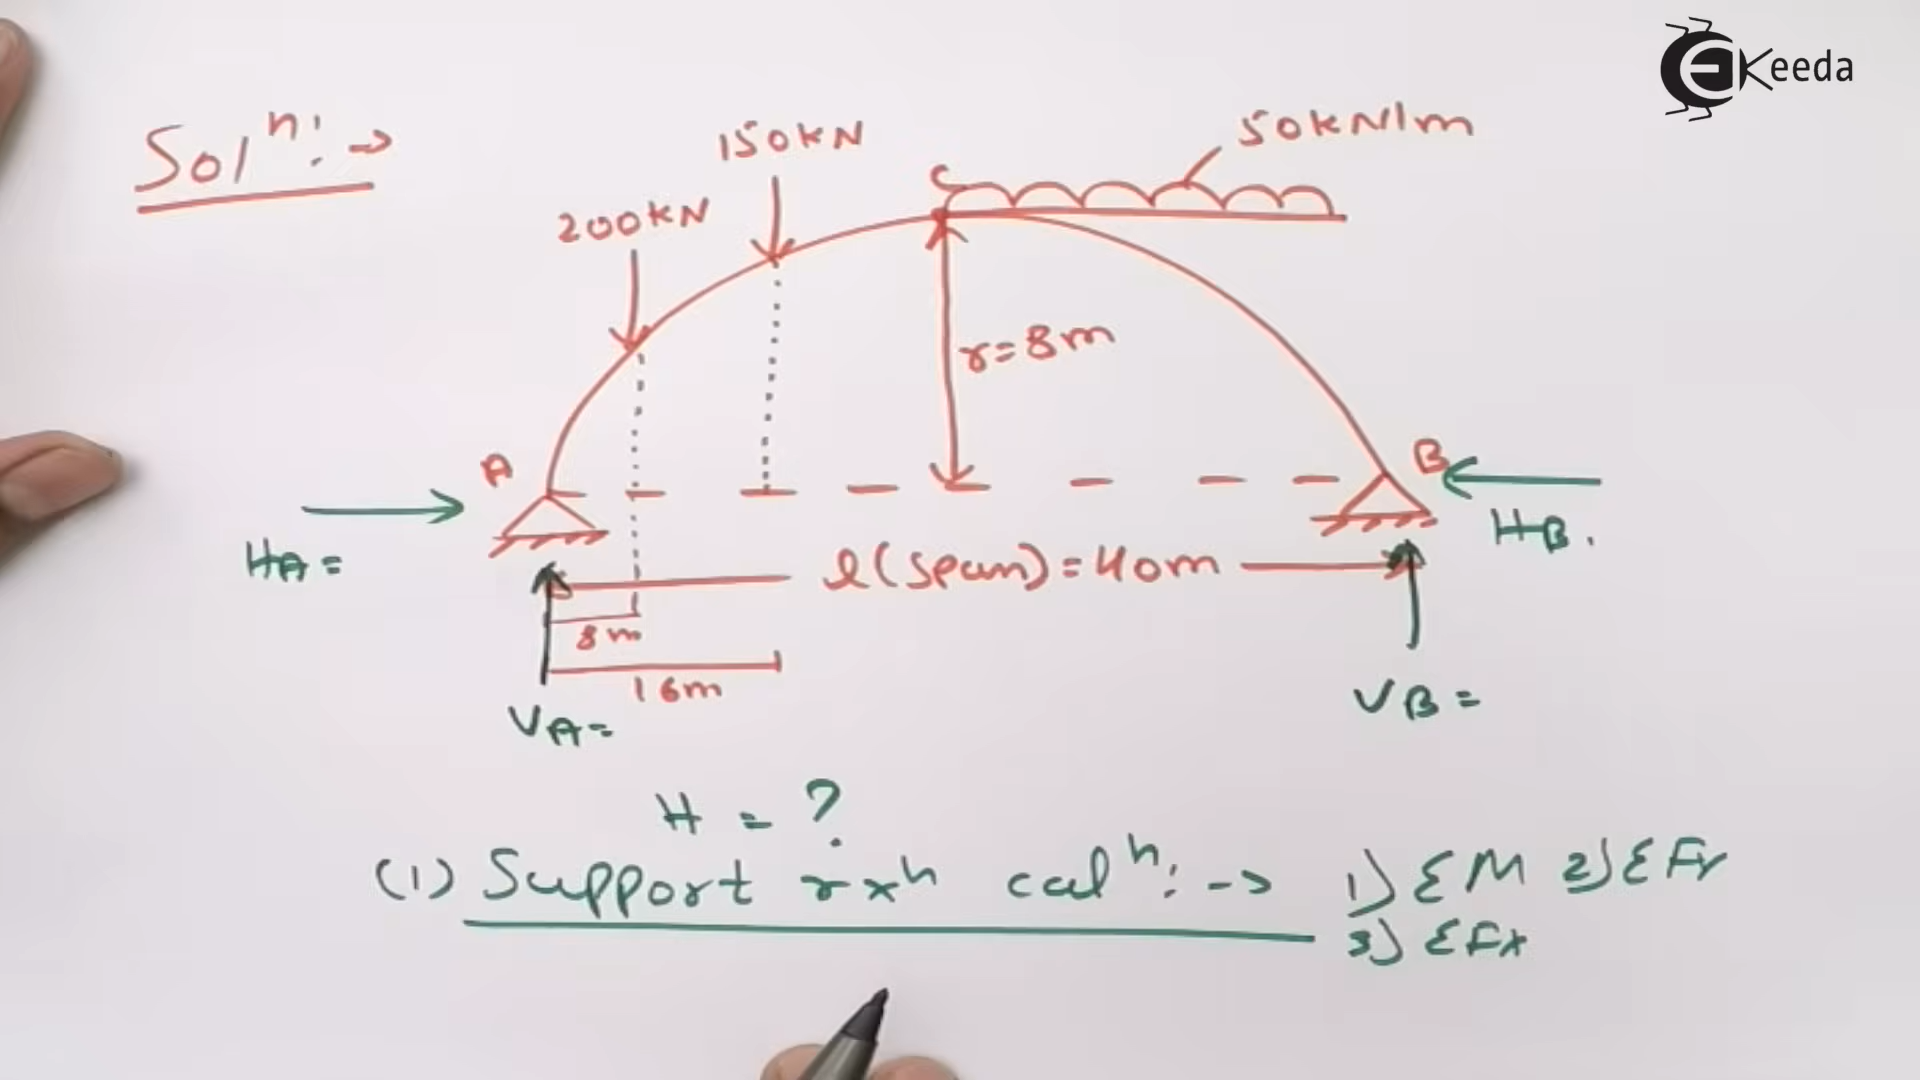 EKeeda
Solⁿ: →
150kN
C
50kN/m
200kN
r=8m
A
B
HA=
HB.
l(span)=40m
8m
16m
VA=
VB=
H = ?
(1) Support rxⁿ calⁿ: -> 1) ΣM 2) ΣFy
3) ΣFx